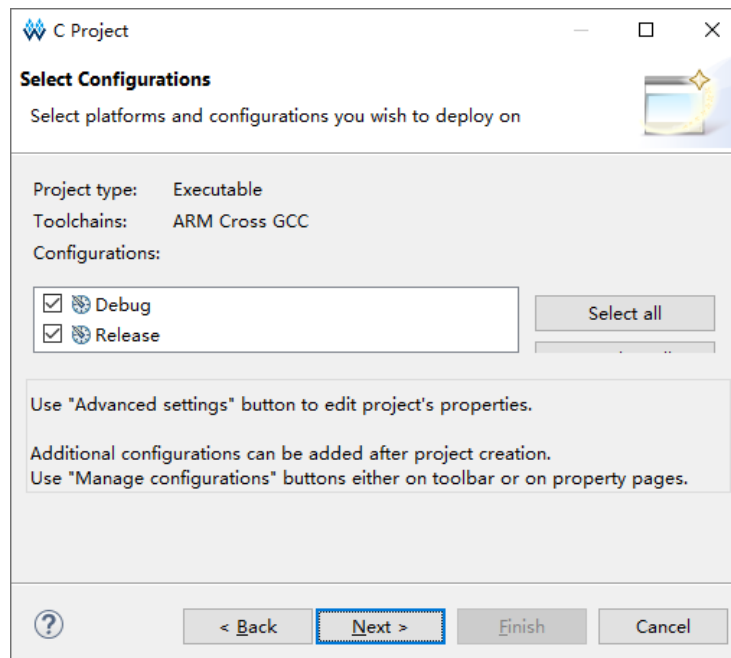 C Project
Select Configurations
Select platforms and configurations you wish to deploy on
Project type: Executable
Toolchains: ARM Cross GCC
Configurations:
Debug
Release
Select all
Use "Advanced settings" button to edit project's properties.
Additional configurations can be added after project creation.
Use "Manage configurations" buttons either on toolbar or on property pages.
< Back
Next >
Finish
Cancel